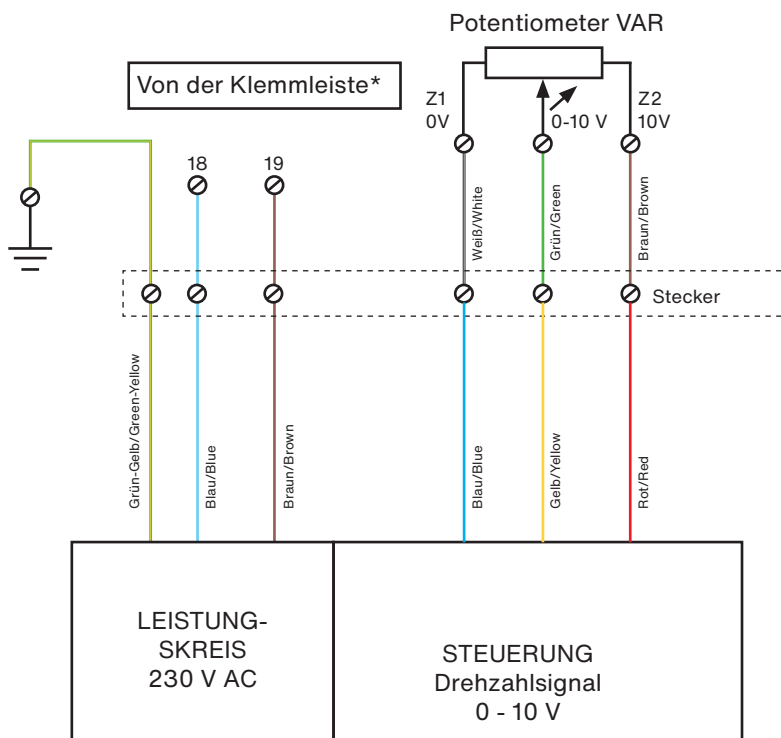 Potentiometer VAR
Von der Klemmleiste*
Z1
0V
0-10 V
Z2
10V
18
19
Weiß/White
Grün/Green
Braun/Brown
Stecker
Grün-Gelb/Green-Yellow
Blau/Blue
Braun/Brown
Blau/Blue
Gelb/Yellow
Rot/Red
LEISTUNG-
SKREIS
230 V AC
STEUERUNG
Drehzahlsignal
0 - 10 V